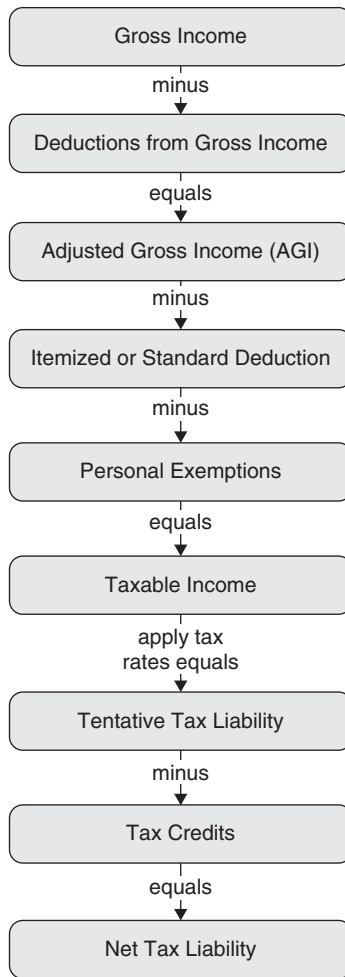 Gross Income
minus
Deductions from Gross Income
equals
Adjusted Gross Income (AGI)
minus
Itemized or Standard Deduction
minus
Personal Exemptions
equals
Taxable Income
apply tax
rates equals
Tentative Tax Liability
minus
Tax Credits
equals
Net Tax Liability